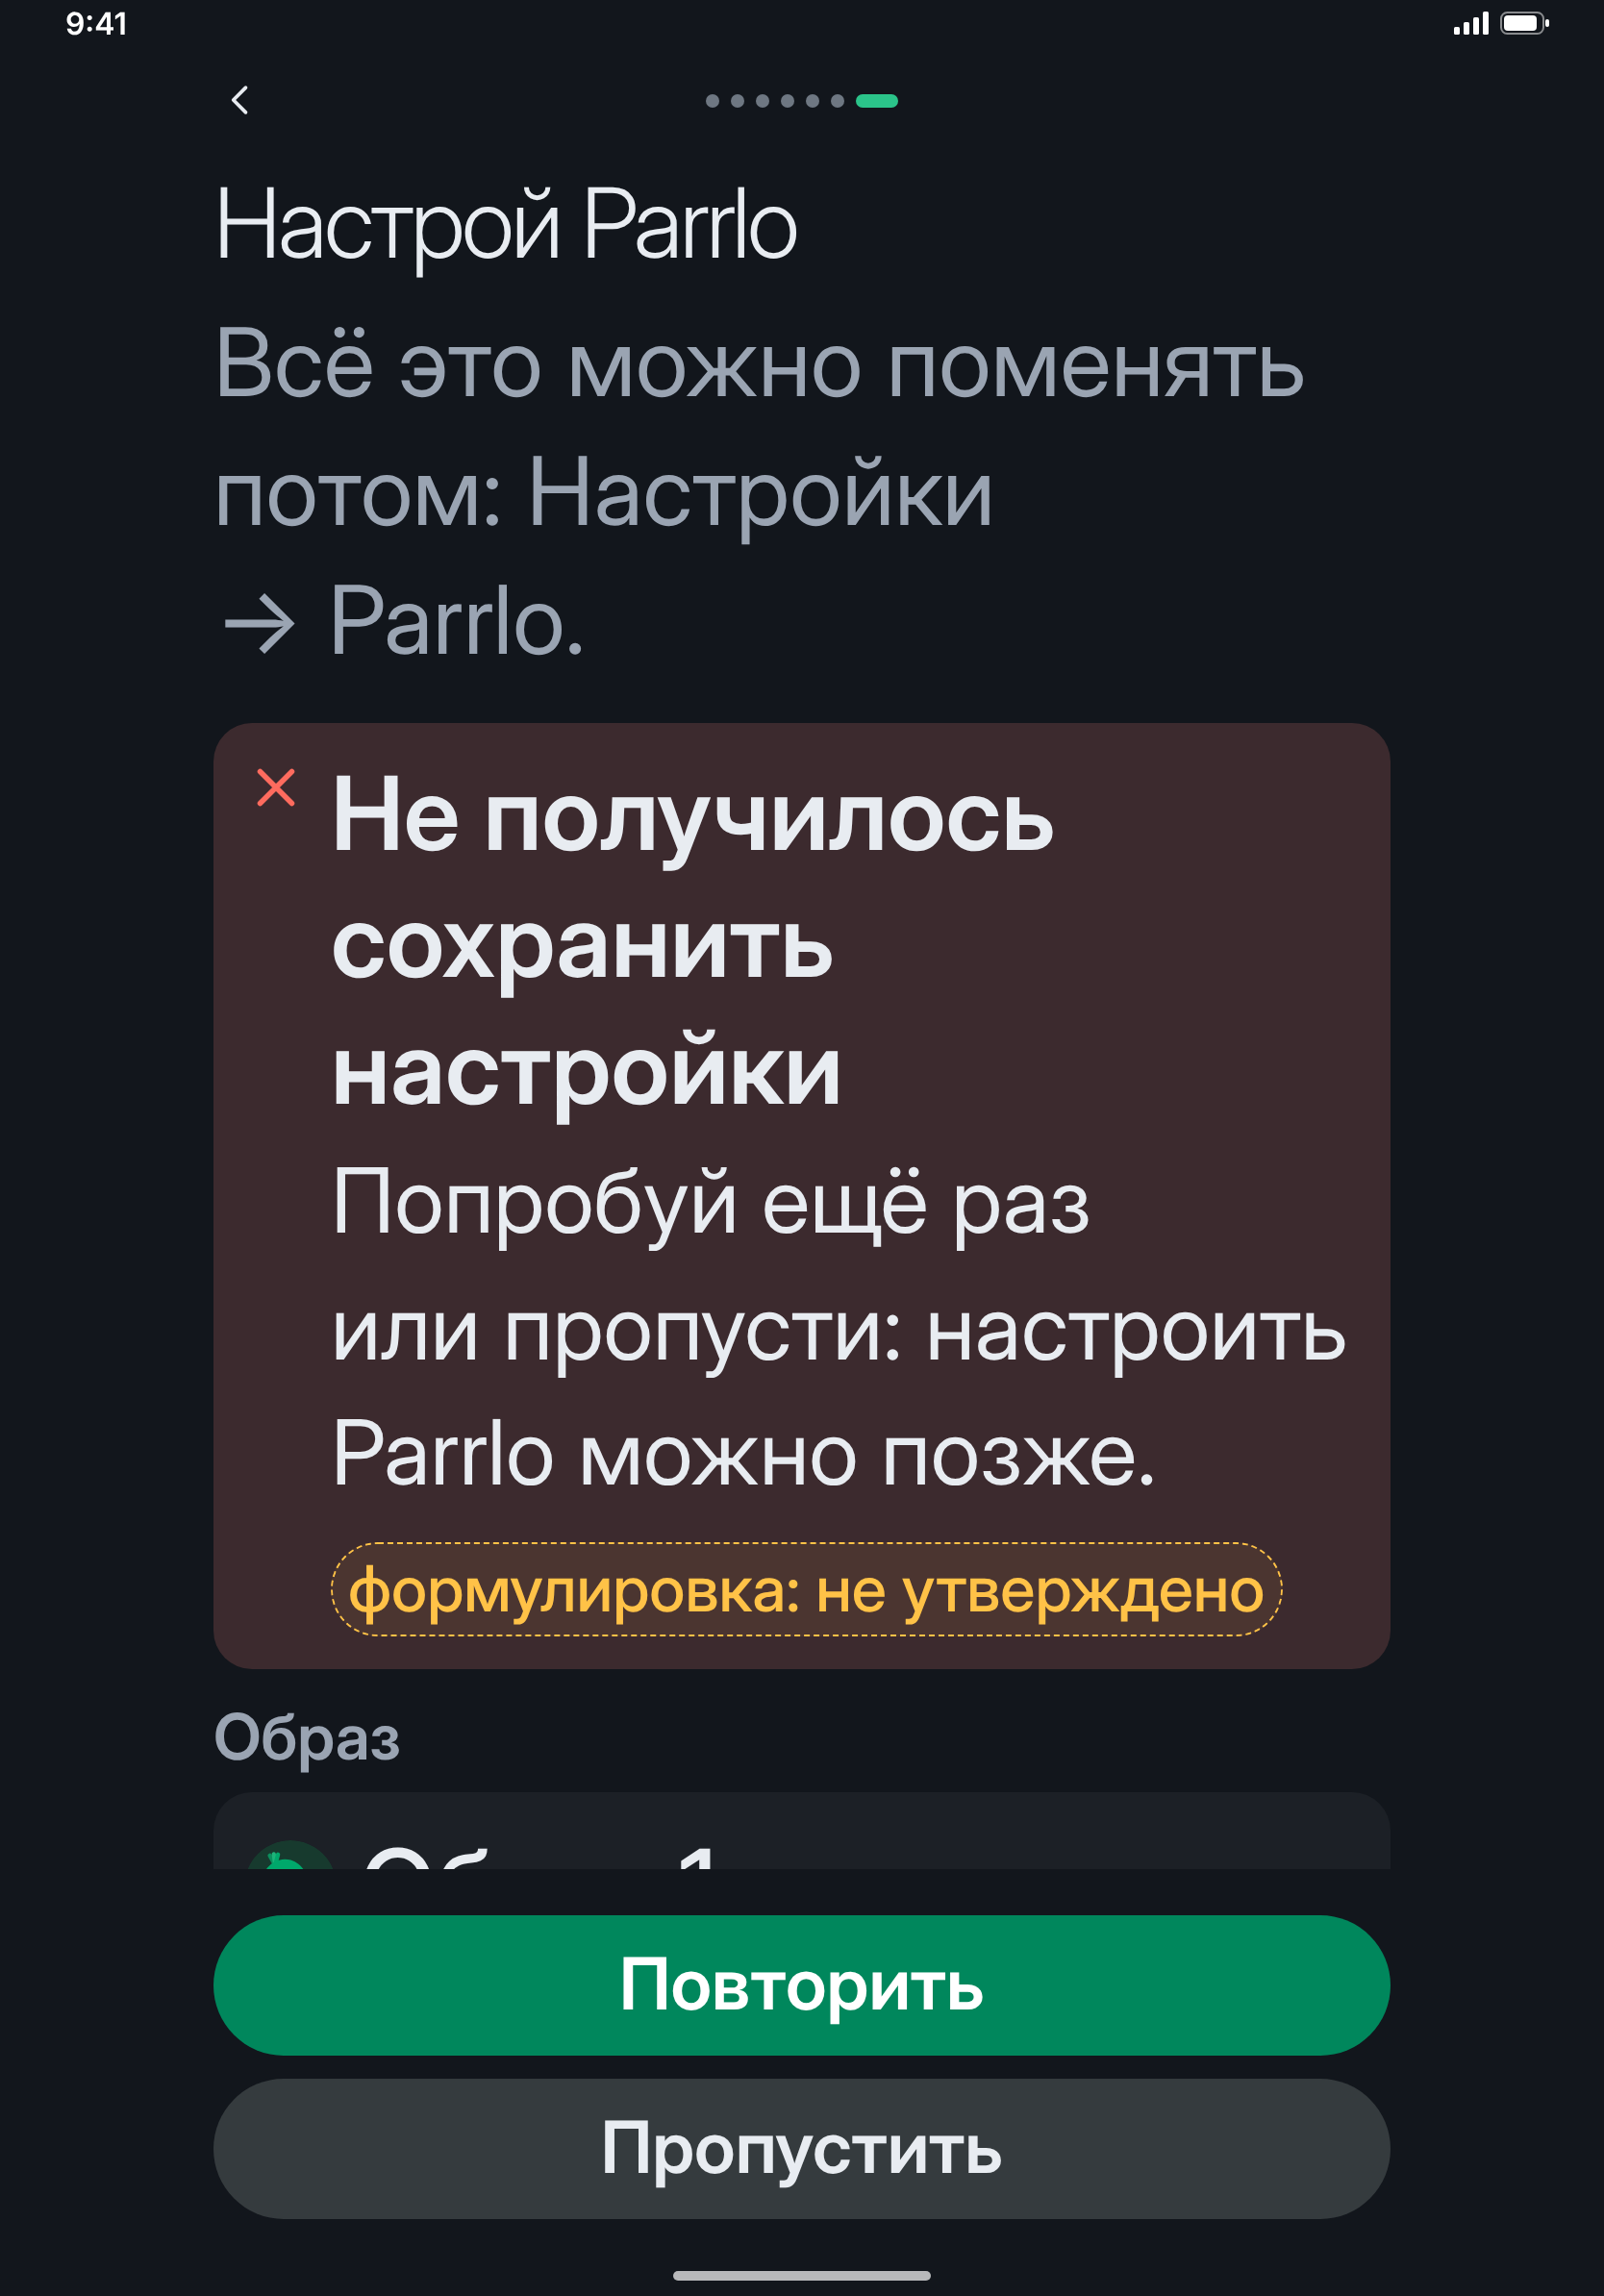 9:41
Настрой Parrlo
Всё это можно поменять
потом: Настройки
→ Parrlo.
Не получилось
сохранить
настройки
Попробуй ещё раз
или пропусти: настроить
Parrlo можно позже.
формулировка: не утверждено
Образ
Повторить
Пропустить